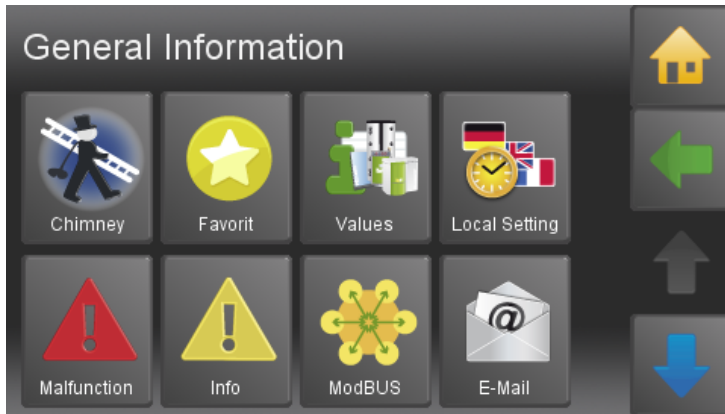 General Information
Chimney
Favorit
Values
Local Setting
Malfunction
Info
ModBUS
E-Mail